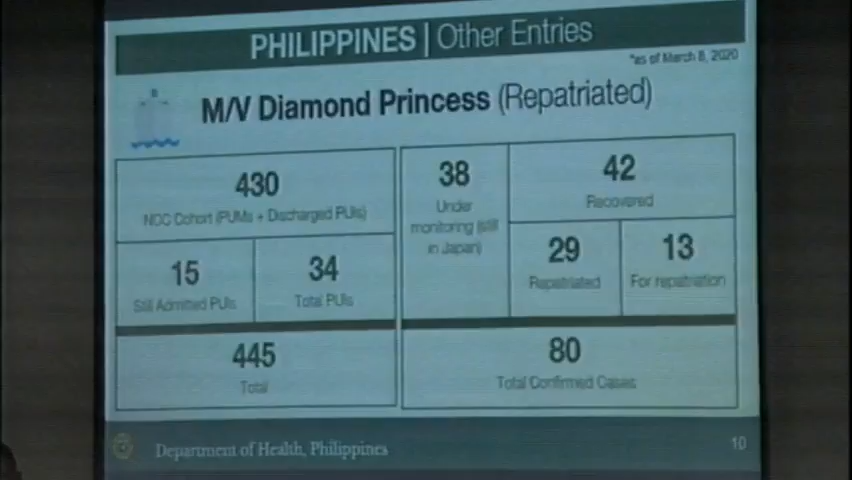 PHILIPPINES | Other Entries
*as of March 8, 2020
M/V Diamond Princess (Repatriated)
430
NCC Cohort (PUMs + Discharged PUIs)
15
Still Admitted PUIs
34
Total PUIs
445
Total
38
Under
monitoring (still
in Japan)
42
Recovered
29
Repatriated
13
For repatriation
80
Total Confirmed Cases
Department of Health, Philippines
10